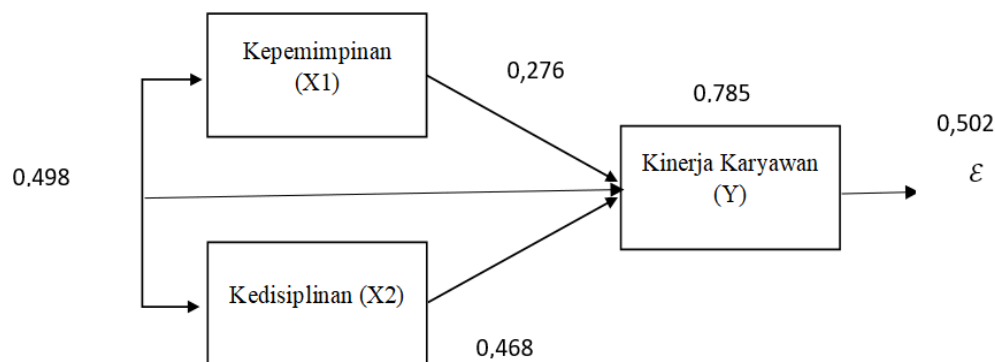 Kepemimpinan
(X1)
0,276
0.785
0,502
0.498
Kinerja Karyawan
(Y)
ℰ
Kedisiplinan (X2)
0,468